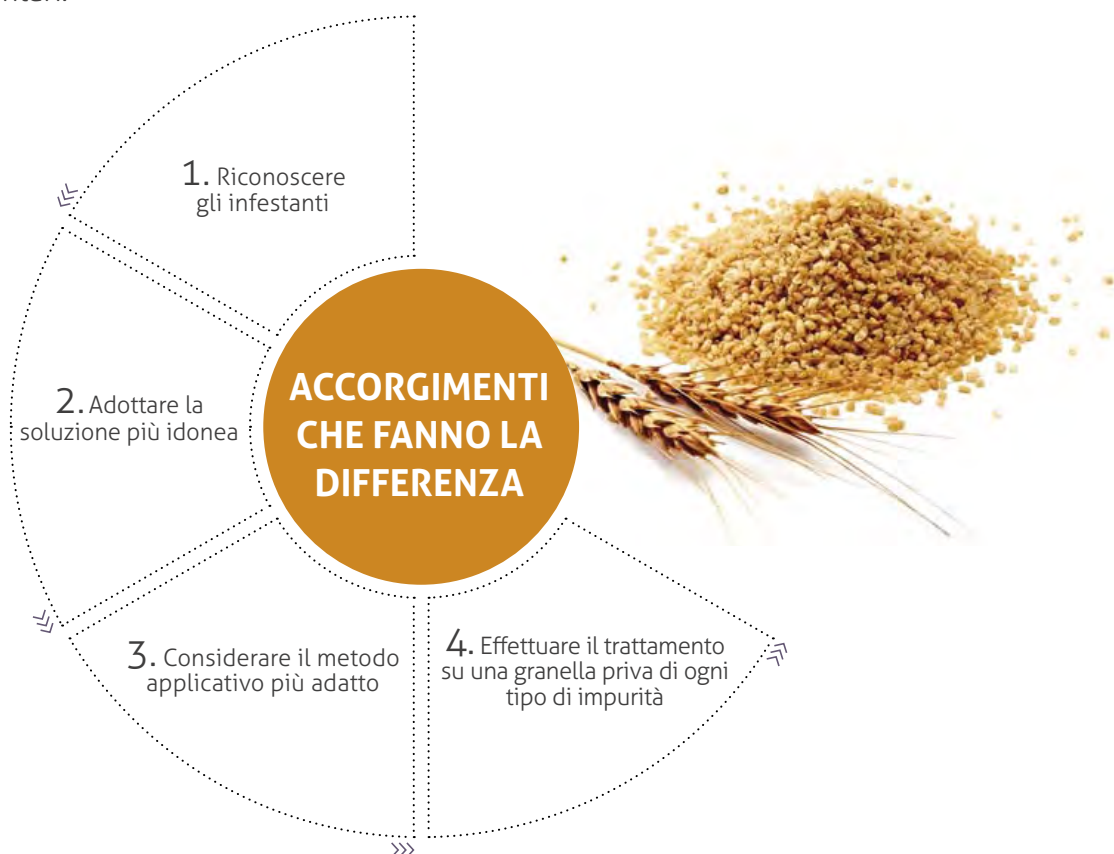 1. Riconoscere
gli infestanti
2. Adottare la
soluzione più idonea
ACCORGIMENTI
CHE FANNO LA
DIFFERENZA
3. Considerare il metodo
applicativo più adatto
4. Effettuare il trattamento
su una granella priva di ogni
tipo di impurità